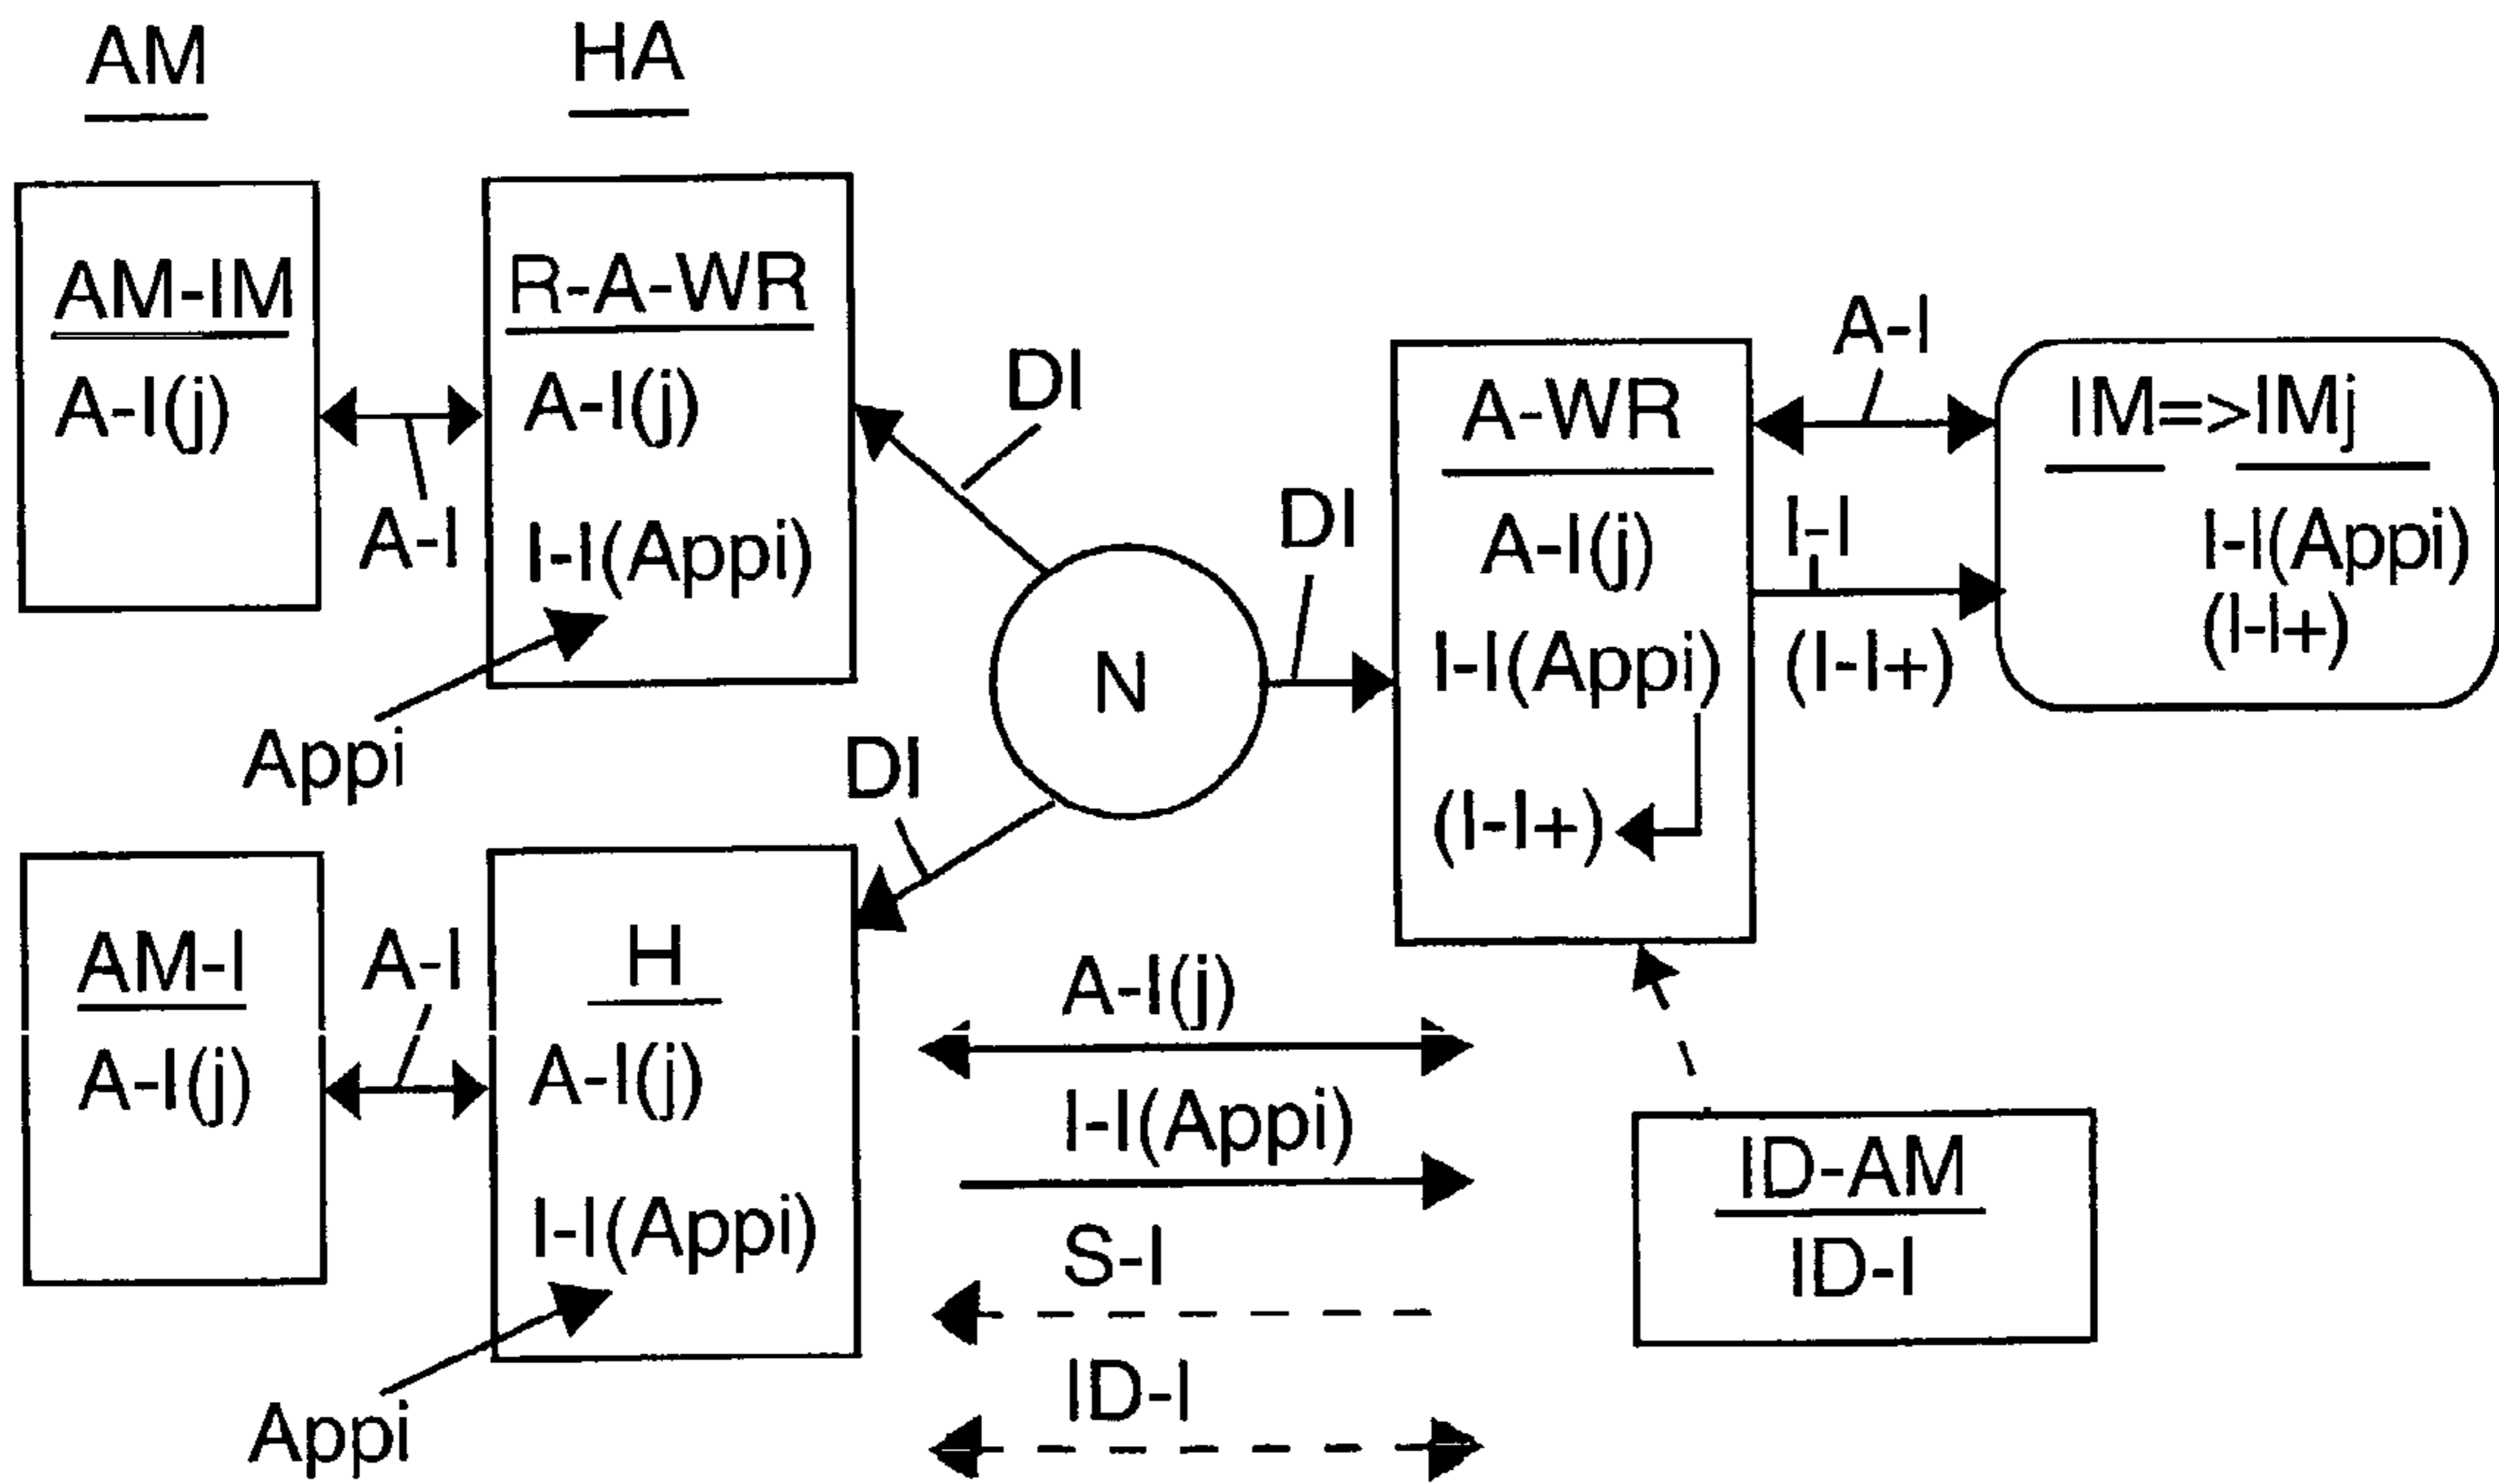 AM
HA
AM-IM
A-I(j)
A-I
R-A-WR
A-I(j)
I-I(Appi)
Appi
DI
N
DI
DI
A-WR
A-I(j)
I-I(Appi)
(I-I+)
A-I
I-I
(I-I+)
IM=>IMj
I-I(Appi)
(I-I+)
AM-I
A-I(j)
A-I
H
A-I(j)
I-I(Appi)
Appi
A-I(j)
I-I(Appi)
S-I
ID-I
ID-AM
ID-I